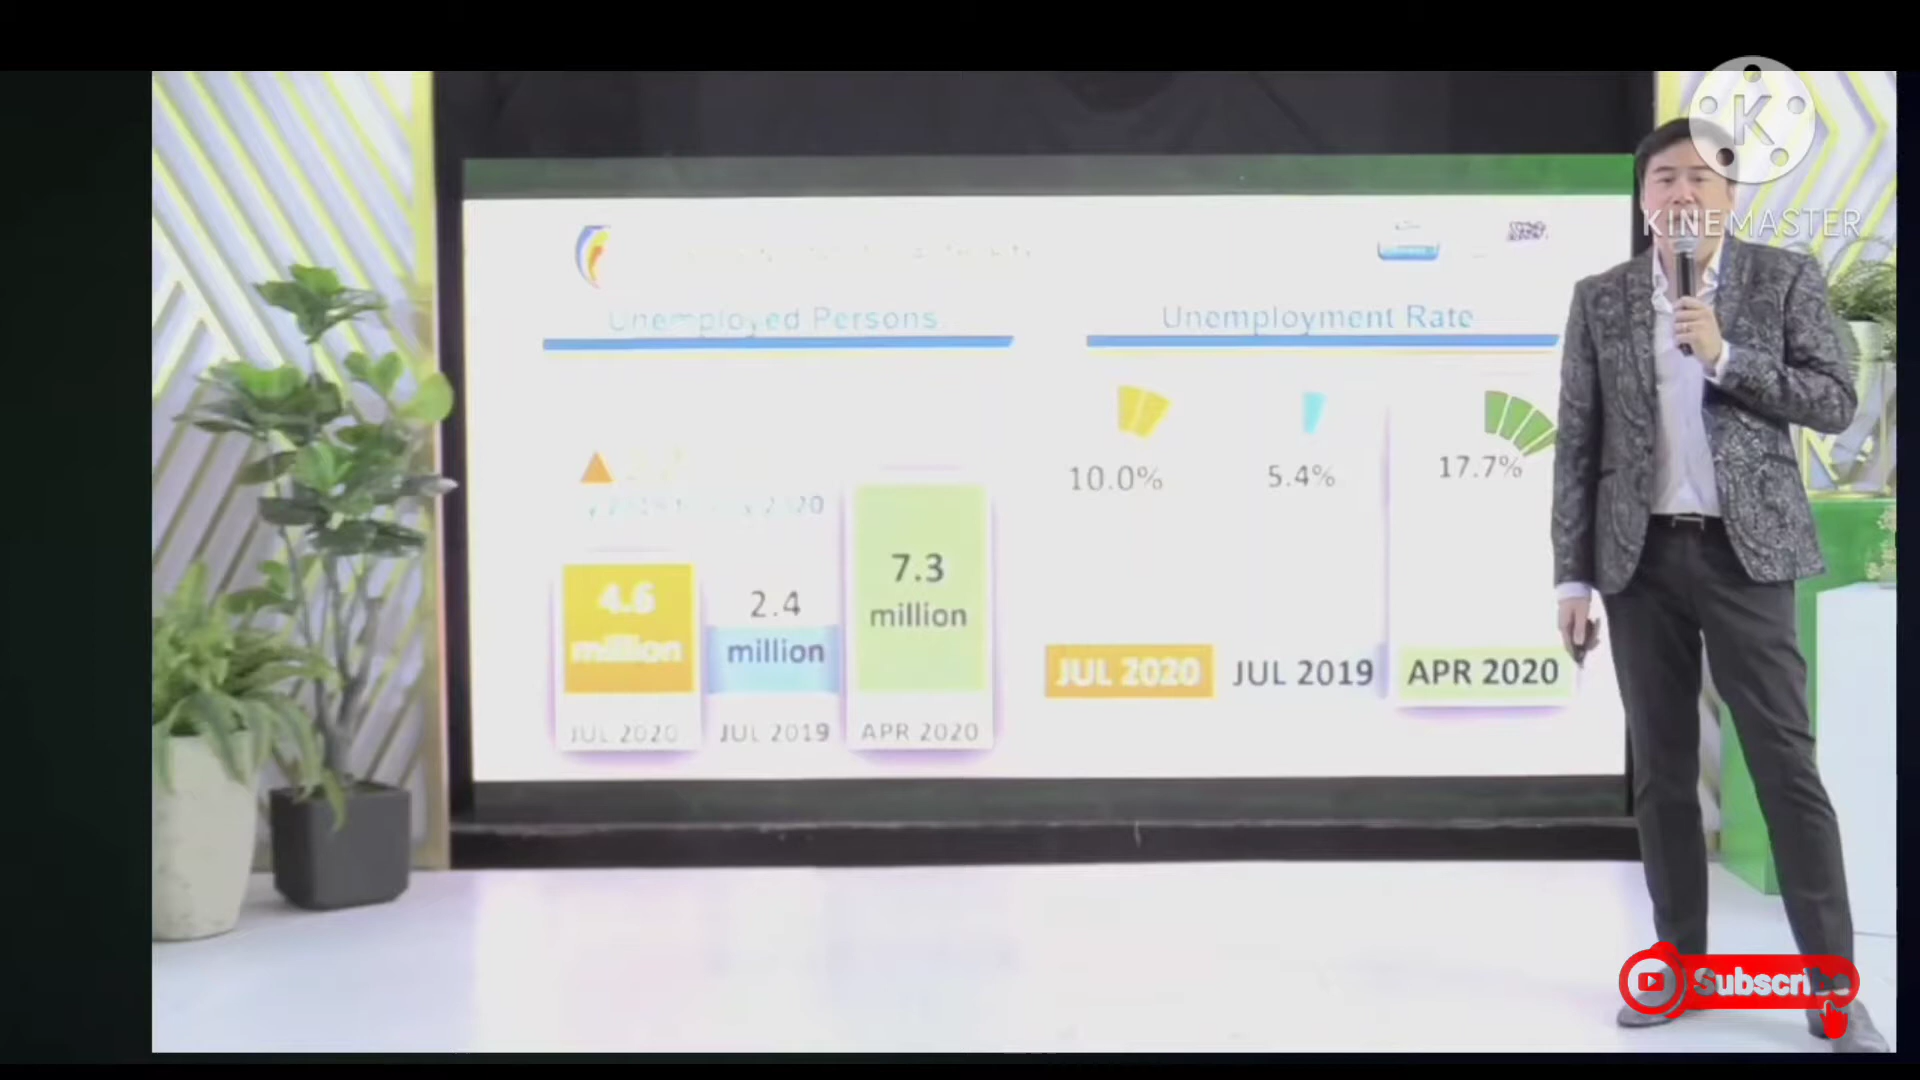 K
KINEMASTER
Unemployed Persons
Unemployment Rate
10.0%
5.4%
17.7%
2020
4.6
million
2.4
million
7.3
million
JUL 2020
JUL 2019
APR 2020
JUL 2020
JUL 2019
APR 2020
Subscribe